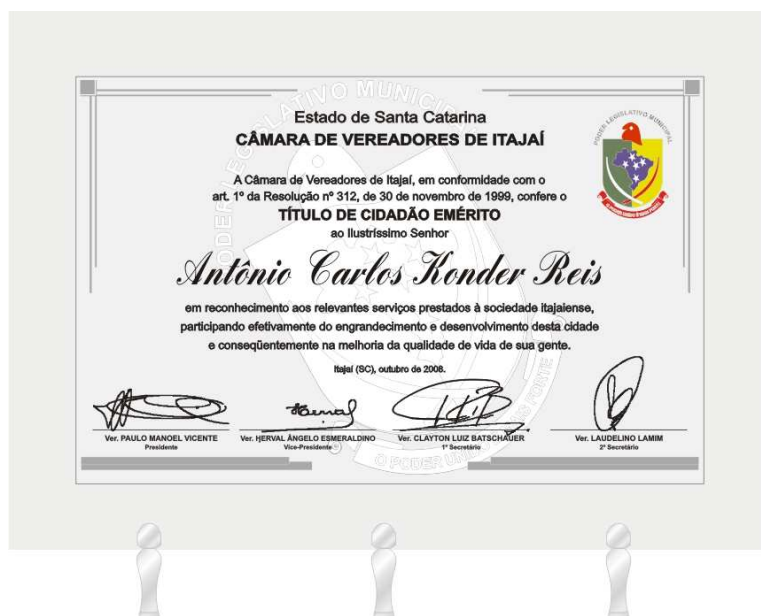 Estado de Santa Catarina
CÂMARA DE VEREADORES DE ITAJAÍ
PODER LEGISLATIVO MUNICIPAL
A Câmara de Vereadores de Itajaí, em conformidade com o
art. 1º da Resolução nº 312, de 30 de novembro de 1999, confere o
TÍTULO DE CIDADÃO EMÉRITO
ao Ilustríssimo Senhor
Antônio Carlos Konder Reis
em reconhecimento aos relevantes serviços prestados à sociedade itajaiense,
participando efetivamente do engrandecimento e desenvolvimento desta cidade
e conseqüentemente na melhoria da qualidade de vida de sua gente.
Itajaí (SC), outubro de 2008.
Ver. PAULO MANOEL VICENTE
Presidente
Ver. HERVAL ÂNGELO ESMERALDINO
Vice-Presidente
Ver. CLAYTON LUIZ BATSCHAUER
1º Secretário
Ver. LAUDELINO LAMIM
2º Secretário